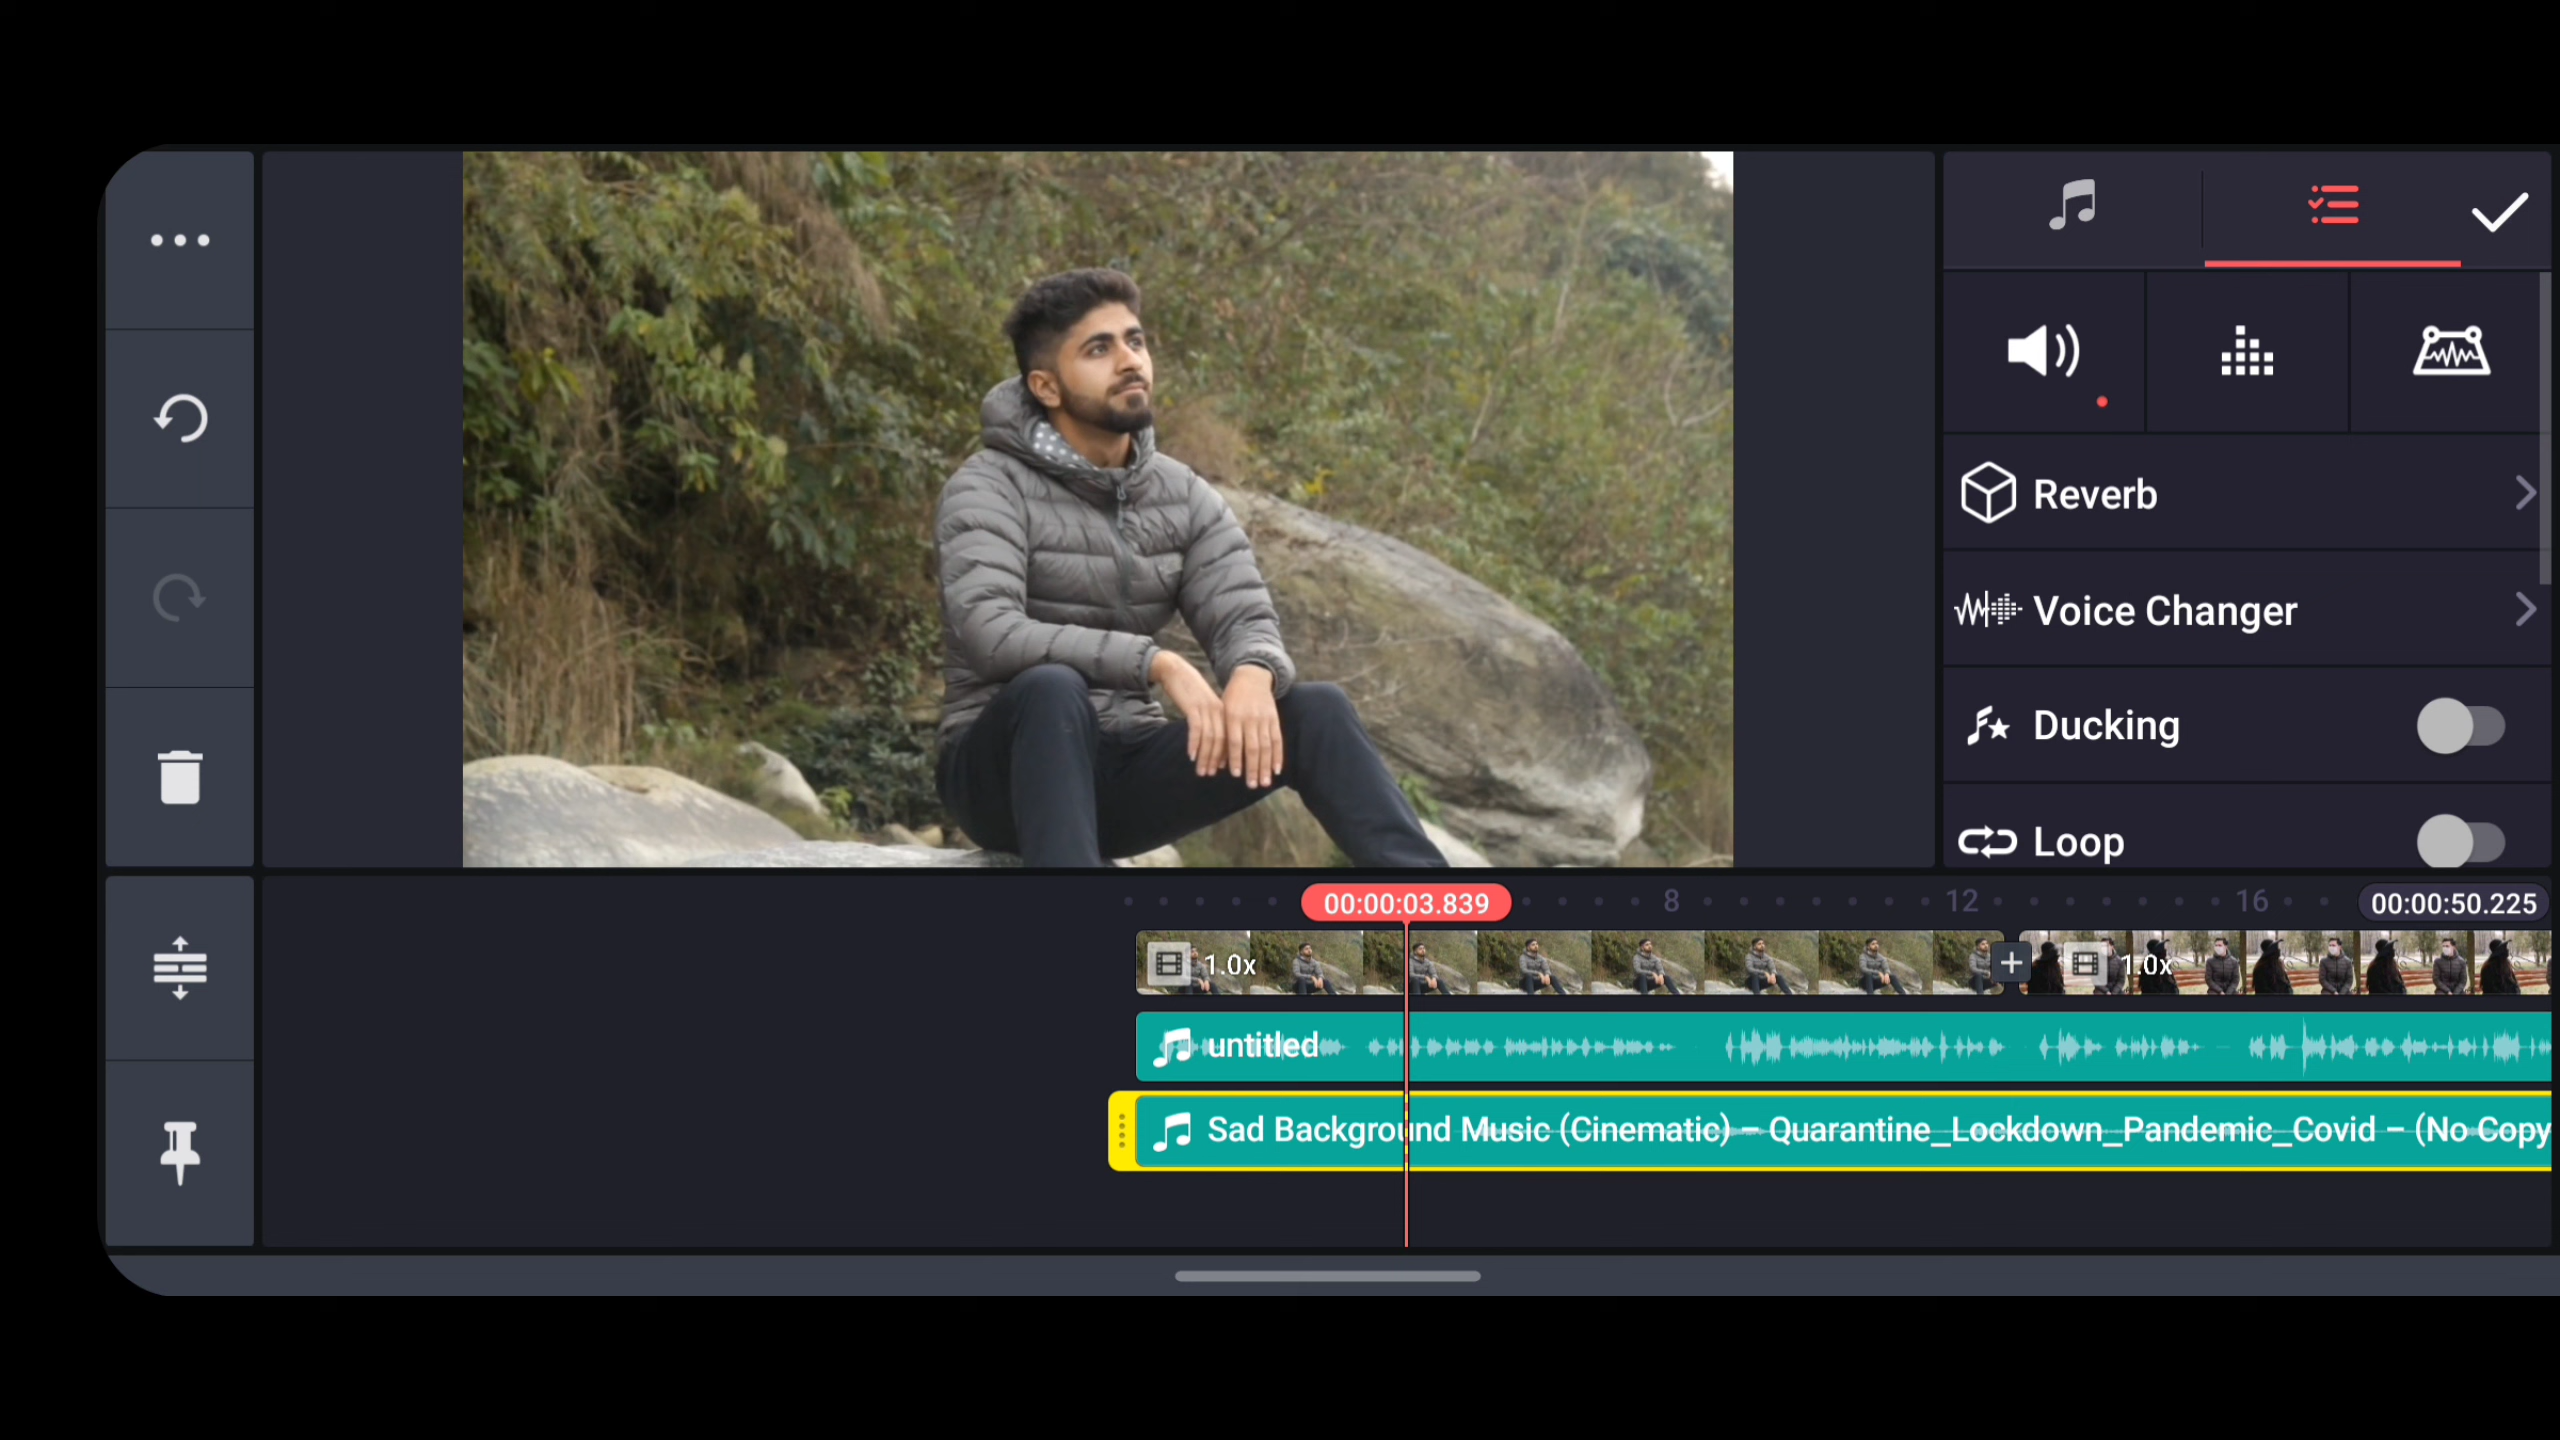 Reverb
Voice Changer
Ducking
Loop
00:00:03.839
8
12
16
00:00:50.225
1.0x
1.0x
untitled
Sad Background Music (Cinematic) – Quarantine_Lockdown_Pandemic_Covid – (No Copy